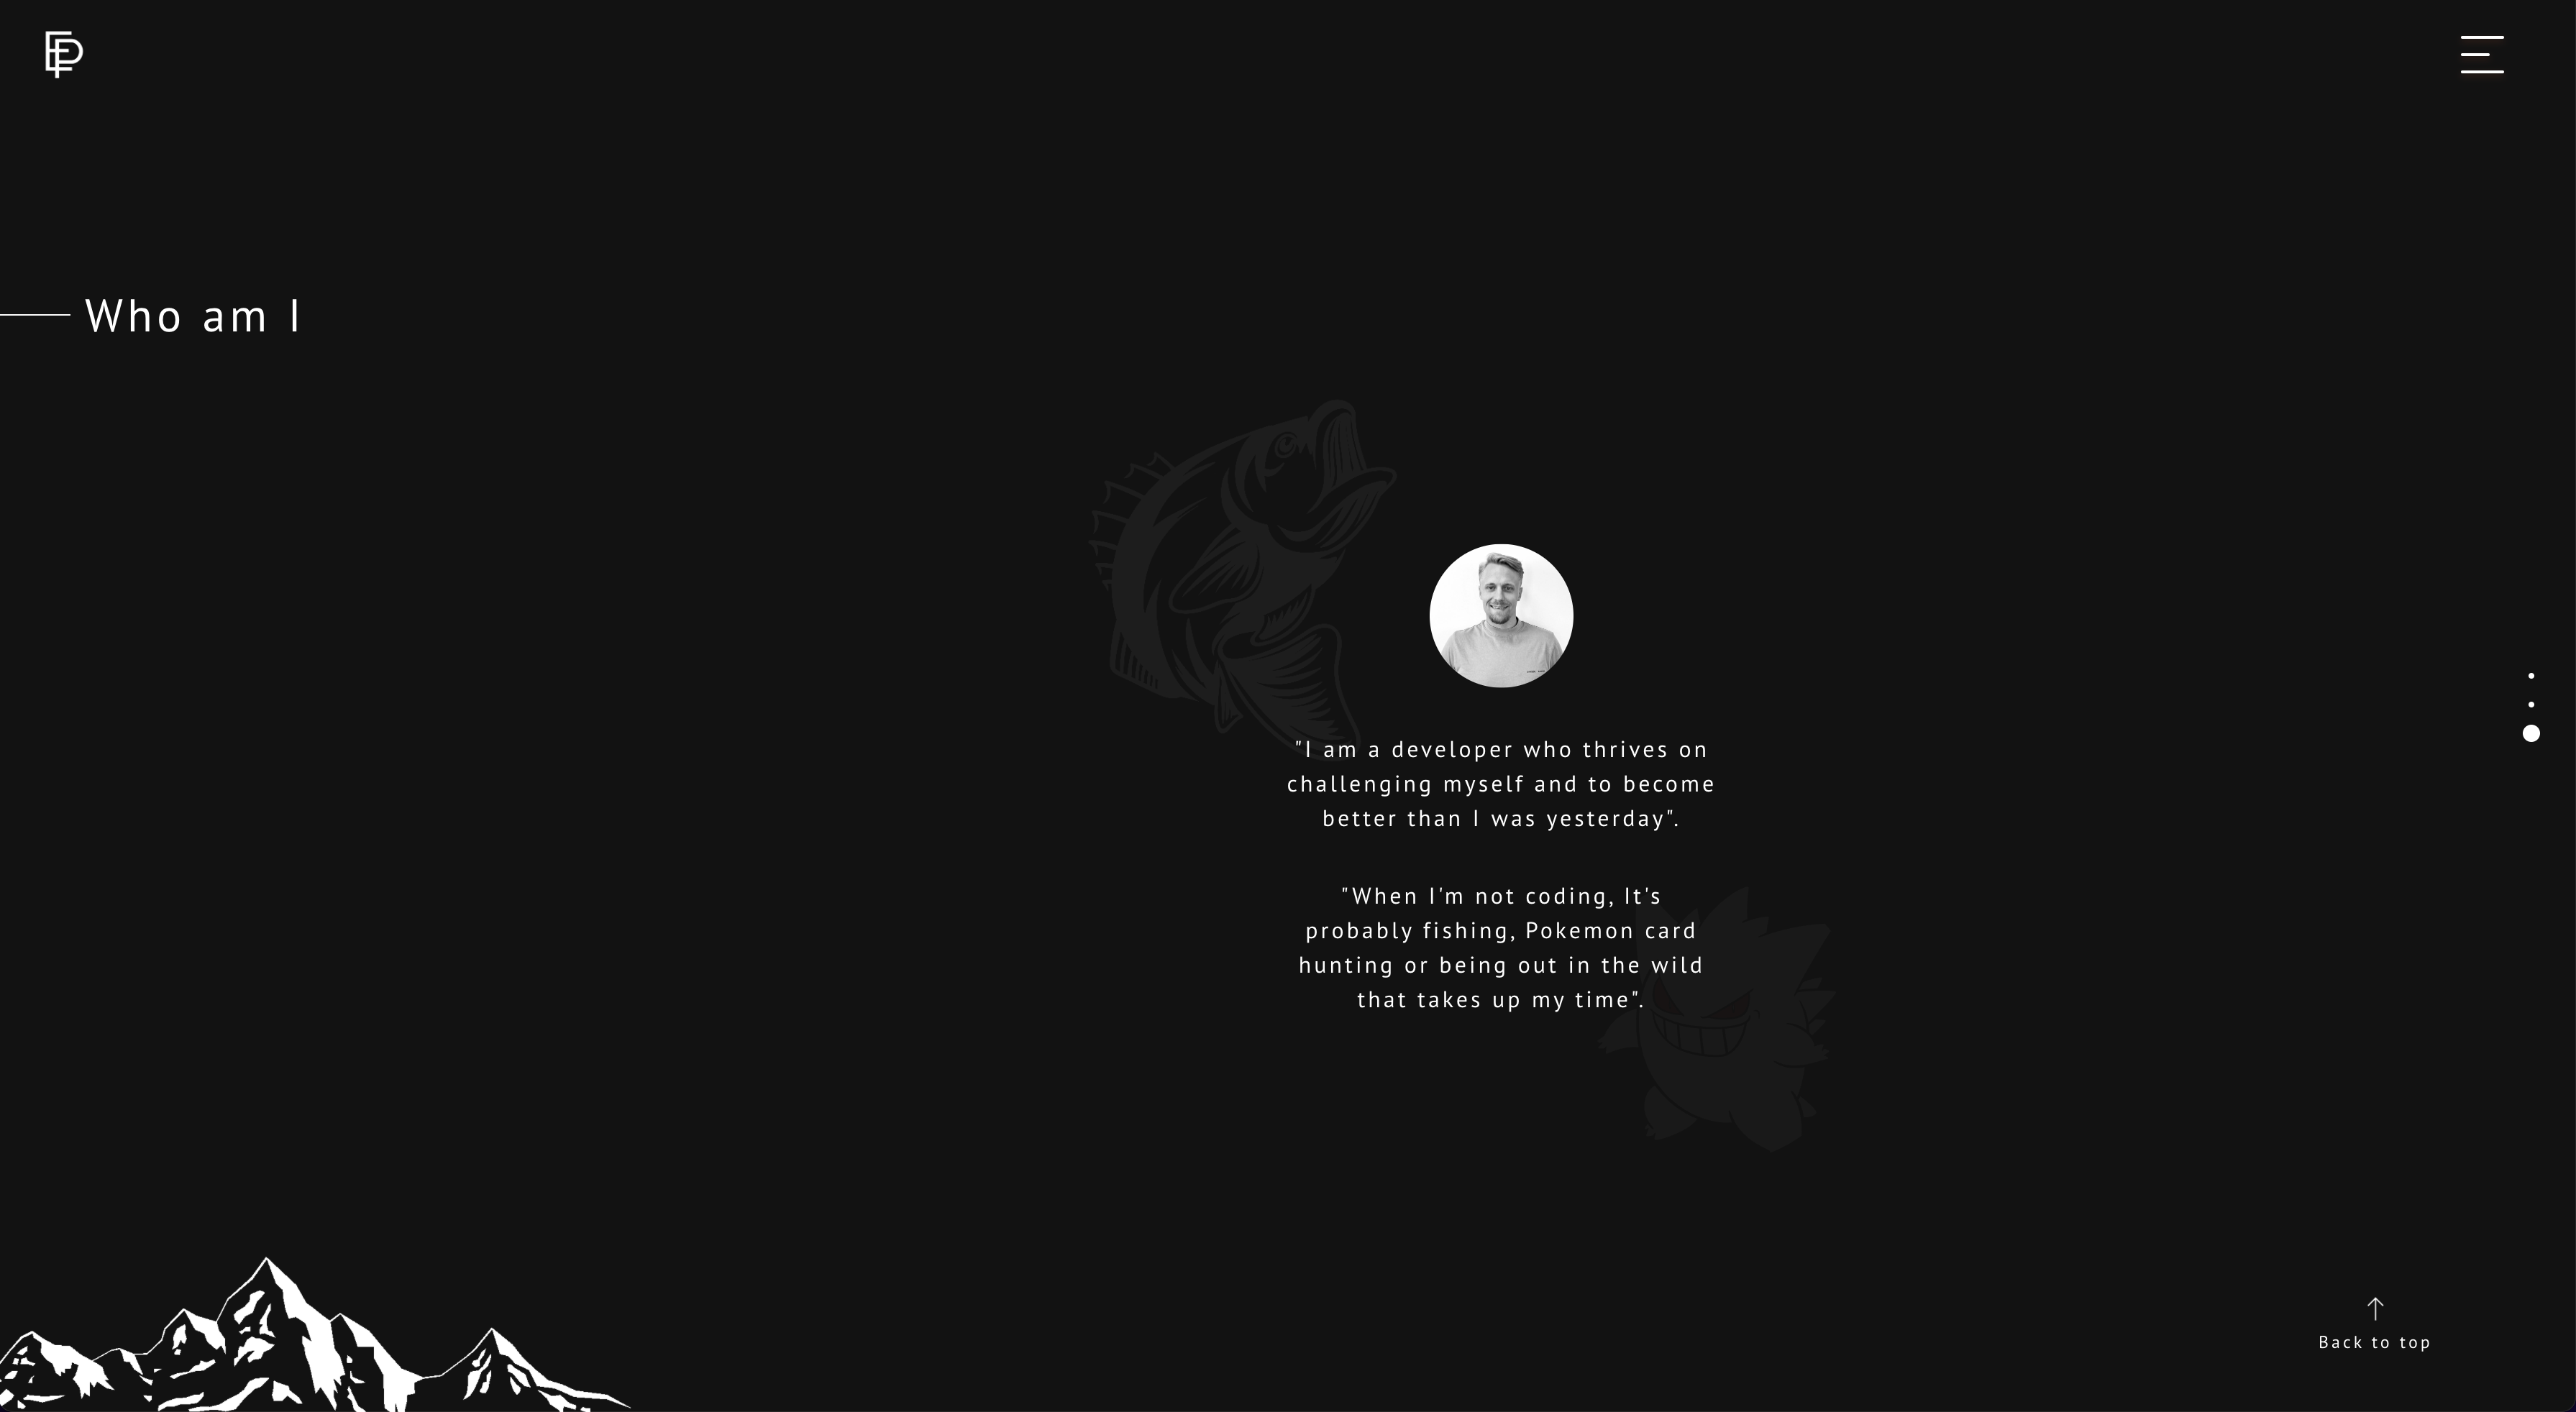 EP
Who am I
"I am a developer who thrives on
challenging myself and to become
better than I was yesterday".
"When I'm not coding, It's
probably fishing, Pokemon card
hunting or being out in the wild
that takes up my time".
Back to top